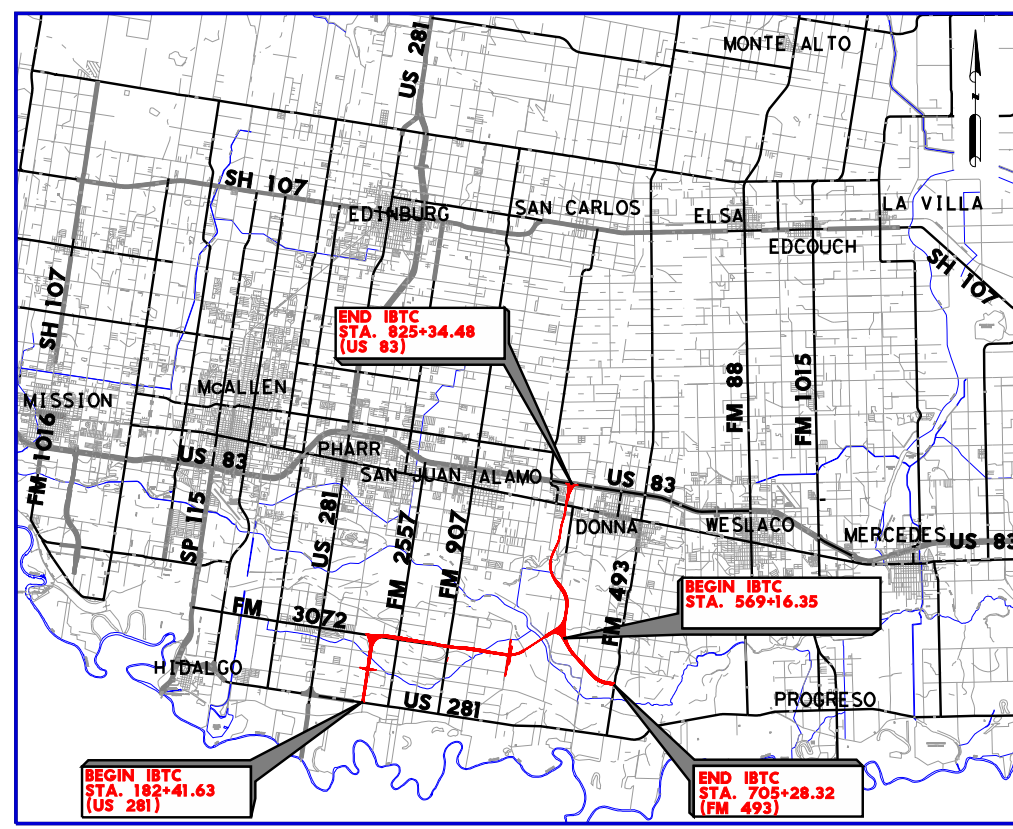 US 281
MONTE ALTO
N
SH 107
EDINBURG
SAN CARLOS
ELSA
LA VILLA
EDCOUCH
SH 107
SH 107
END IBTC
STA. 825+34.48
(US 83)
FM 88
FM 1015
MISSION
McALLEN
FM 1016
US 83
PHARR
SAN JUAN
ALAMO
US 83
SP 115
US 281
FM 2557
FM 907
DONNA
WESLACO
MERCEDES
US 83
FM 493
BEGIN IBTC
STA. 569+16.35
FM 3072
HIDALGO
US 281
PROGRESO
BEGIN IBTC
STA. 182+41.63
(US 281)
END IBTC
STA. 705+28.32
(FM 493)